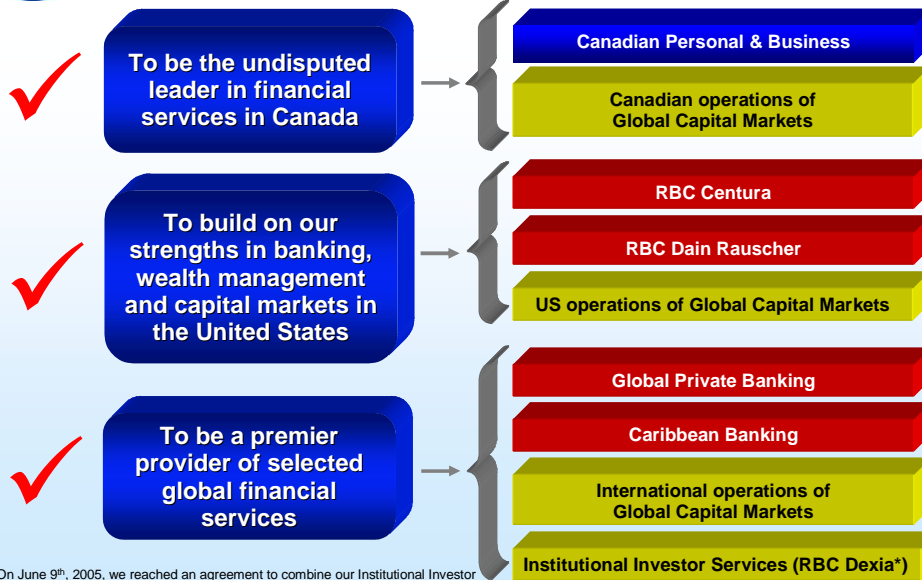 To be the undisputed
leader in financial
services in Canada
Canadian Personal & Business
Canadian operations of
Global Capital Markets
To build on our
strengths in banking,
wealth management
and capital markets in
the United States
RBC Centura
RBC Dain Rauscher
US operations of Global Capital Markets
To be a premier
provider of selected
global financial
services
Global Private Banking
Caribbean Banking
International operations of
Global Capital Markets
Institutional Investor Services (RBC Dexia*)
On June 9th, 2005, we reached an agreement to combine our Institutional Investor